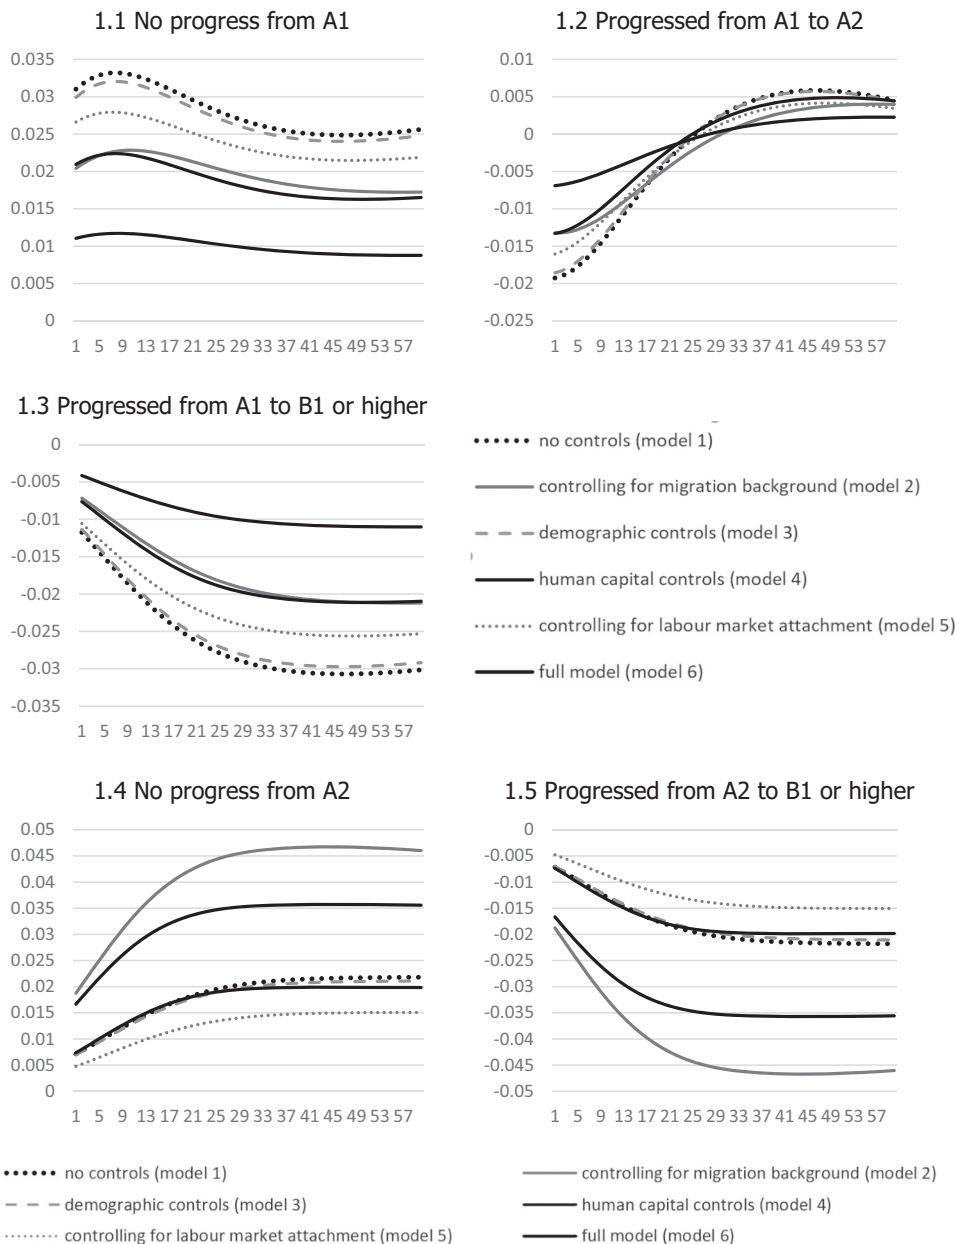 1.1 No progress from A1
1.2 Progressed from A1 to A2
0.035
0.03
0.025
0.02
0.015
0.01
0.005
0
1 5 9 13 17 21 25 29 33 37 41 45 49 53 57
0.01
0.005
0
-0.005
-0.01
-0.015
-0.02
-0.025
1 5 9 13 17 21 25 29 33 37 41 45 49 53 57
1.3 Progressed from A1 to B1 or higher
0
-0.005
-0.01
-0.015
-0.02
-0.025
-0.03
-0.035
1 5 9 13 17 21 25 29 33 37 41 45 49 53 57
no controls (model 1)
controlling for migration background (model 2)
demographic controls (model 3)
human capital controls (model 4)
controlling for labour market attachment (model 5)
full model (model 6)
1.4 No progress from A2
1.5 Progressed from A2 to B1 or higher
0.05
0.045
0.04
0.035
0.03
0.025
0.02
0.015
0.01
0.005
0
1 5 9 13 17 21 25 29 33 37 41 45 49 53 57
0
-0.005
-0.01
-0.015
-0.02
-0.025
-0.03
-0.035
-0.04
-0.045
-0.05
1 5 9 13 17 21 25 29 33 37 41 45 49 53 57
no controls (model 1)
controlling for migration background (model 2)
demographic controls (model 3)
human capital controls (model 4)
controlling for labour market attachment (model 5)
full model (model 6)